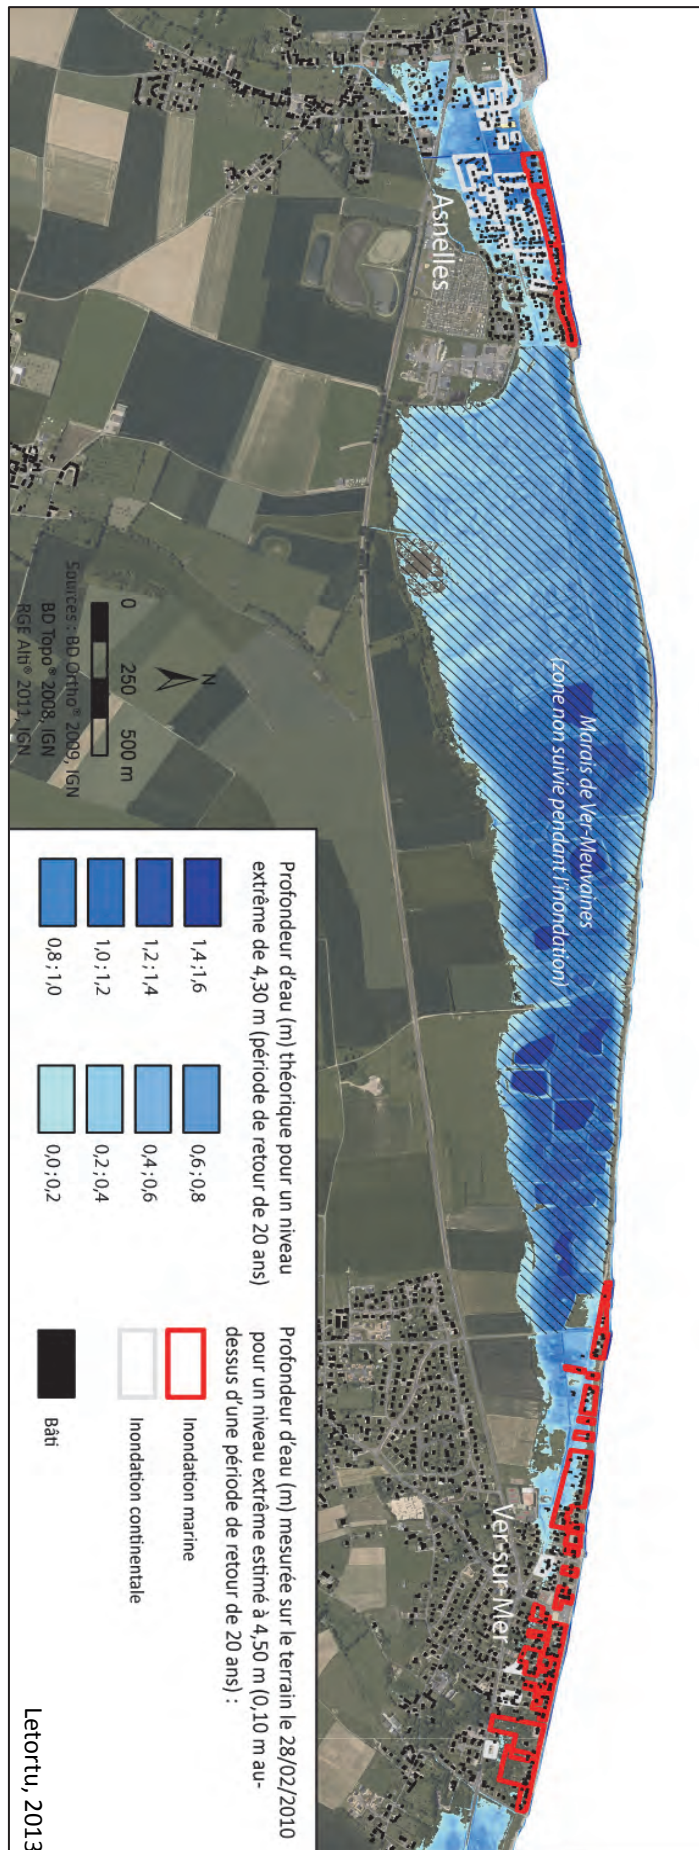 Asnelles
Marais de Ver-Meuvaines
(zone non suivie pendant l'inondation)
Ver-sur-Mer
N
0 250 500 m
Sources : BD Ortho® 2009, IGN
BD Topo® 2008, IGN
RGE Alti® 2011, IGN
Profondeur d'eau (m) théorique pour un niveau
extrême de 4,30 m (période de retour de 20 ans)
1,4 ; 1,6
1,2 ; 1,4
1,0 ; 1,2
0,8 ; 1,0
0,6 ; 0,8
0,4 ; 0,6
0,2 ; 0,4
0,0 ; 0,2
Profondeur d'eau (m) mesurée sur le terrain le 28/02/2010
pour un niveau extrême estimé à 4,50 m (0,10 m au-
dessus d'une période de retour de 20 ans) :
Inondation marine
Inondation continentale
Bâti
Letortu, 2013